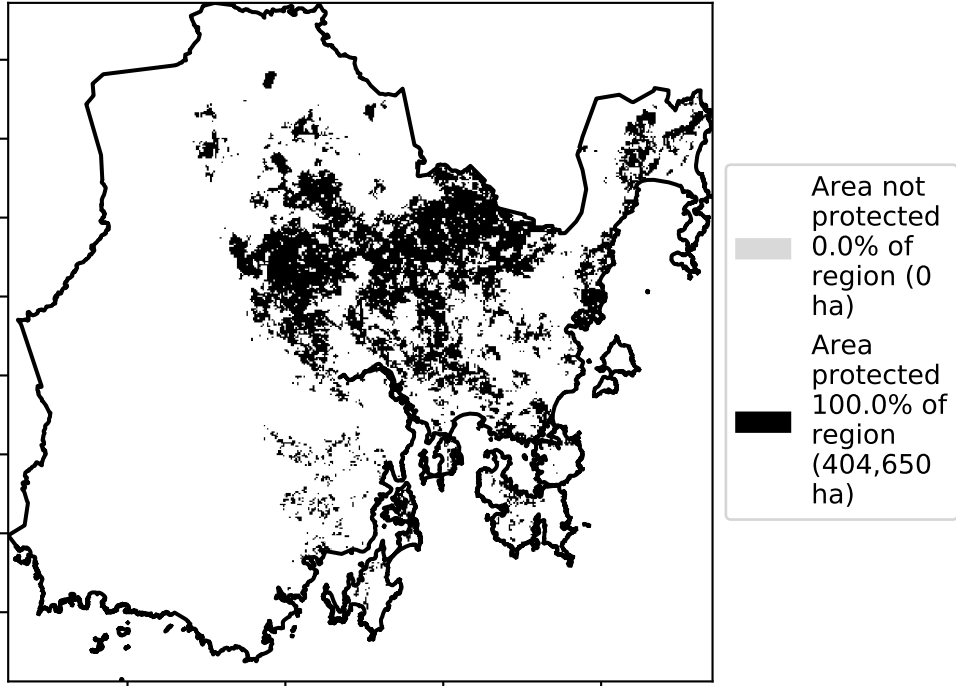 Area not
protected
0.0% of
region (0
ha)
Area
protected
100.0% of
region
(404,650
ha)